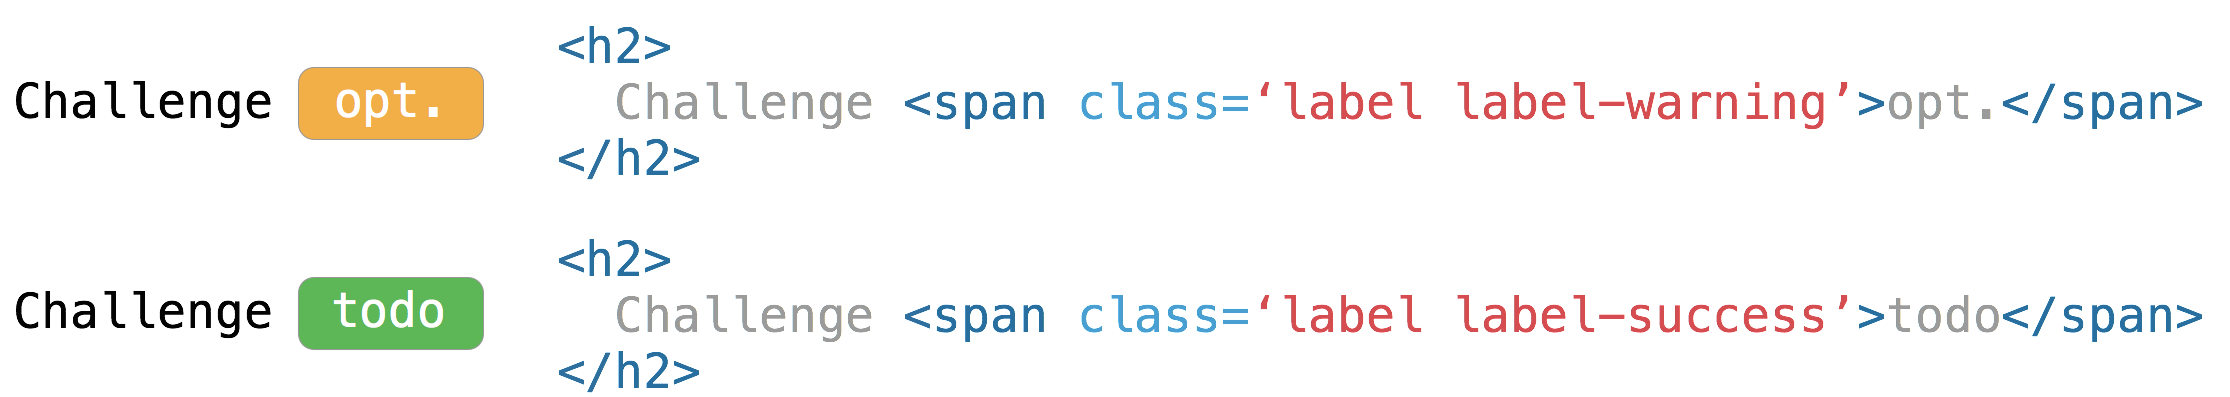 <h2>
Challenge opt.
Challenge <span class=‘label label-warning’>opt.</span>
</h2>
<h2>
Challenge todo
Challenge <span class=‘label label-success’>todo</span>
</h2>